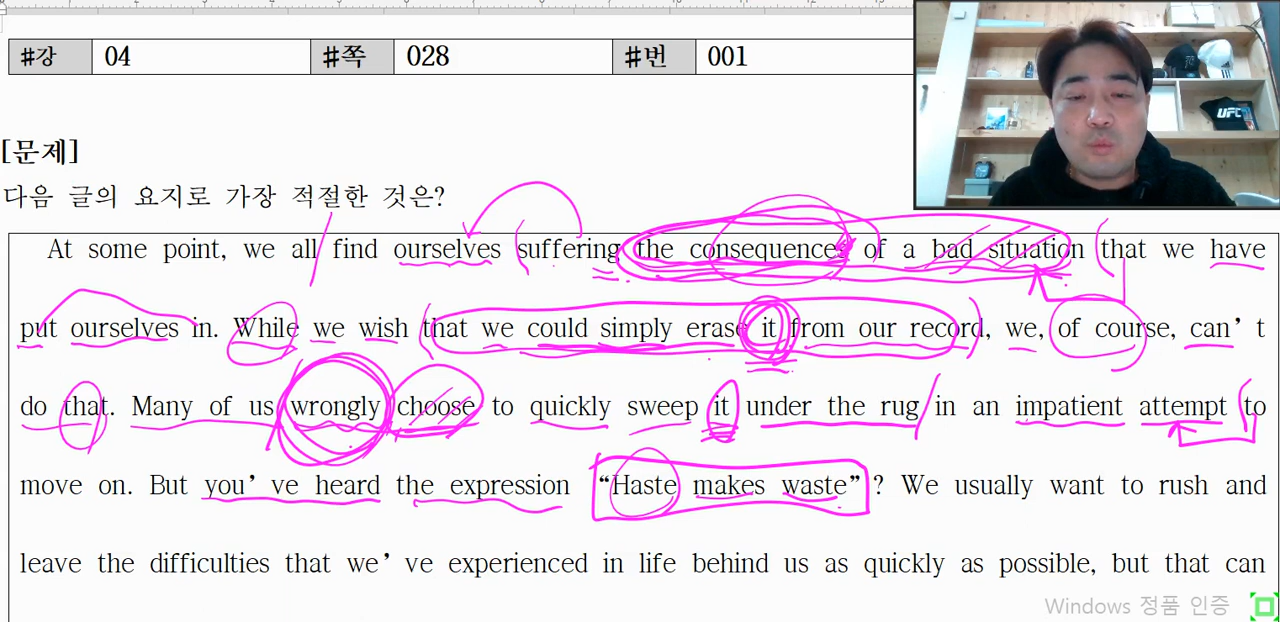 #강 04 #쪽 028 #번 001
UFC
[문제]
다음 글의 요지로 가장 적절한 것은?
At some point, we all find ourselves suffering the consequences of a bad situation that we have
put ourselves in. While we wish that we could simply erase it from our record, we, of course, can't
do that. Many of us wrongly choose to quickly sweep it under the rug in an impatient attempt to
move on. But you've heard the expression “Haste makes waste”? We usually want to rush and
leave the difficulties that we've experienced in life behind us as quickly as possible, but that can
Windows 정품 인증